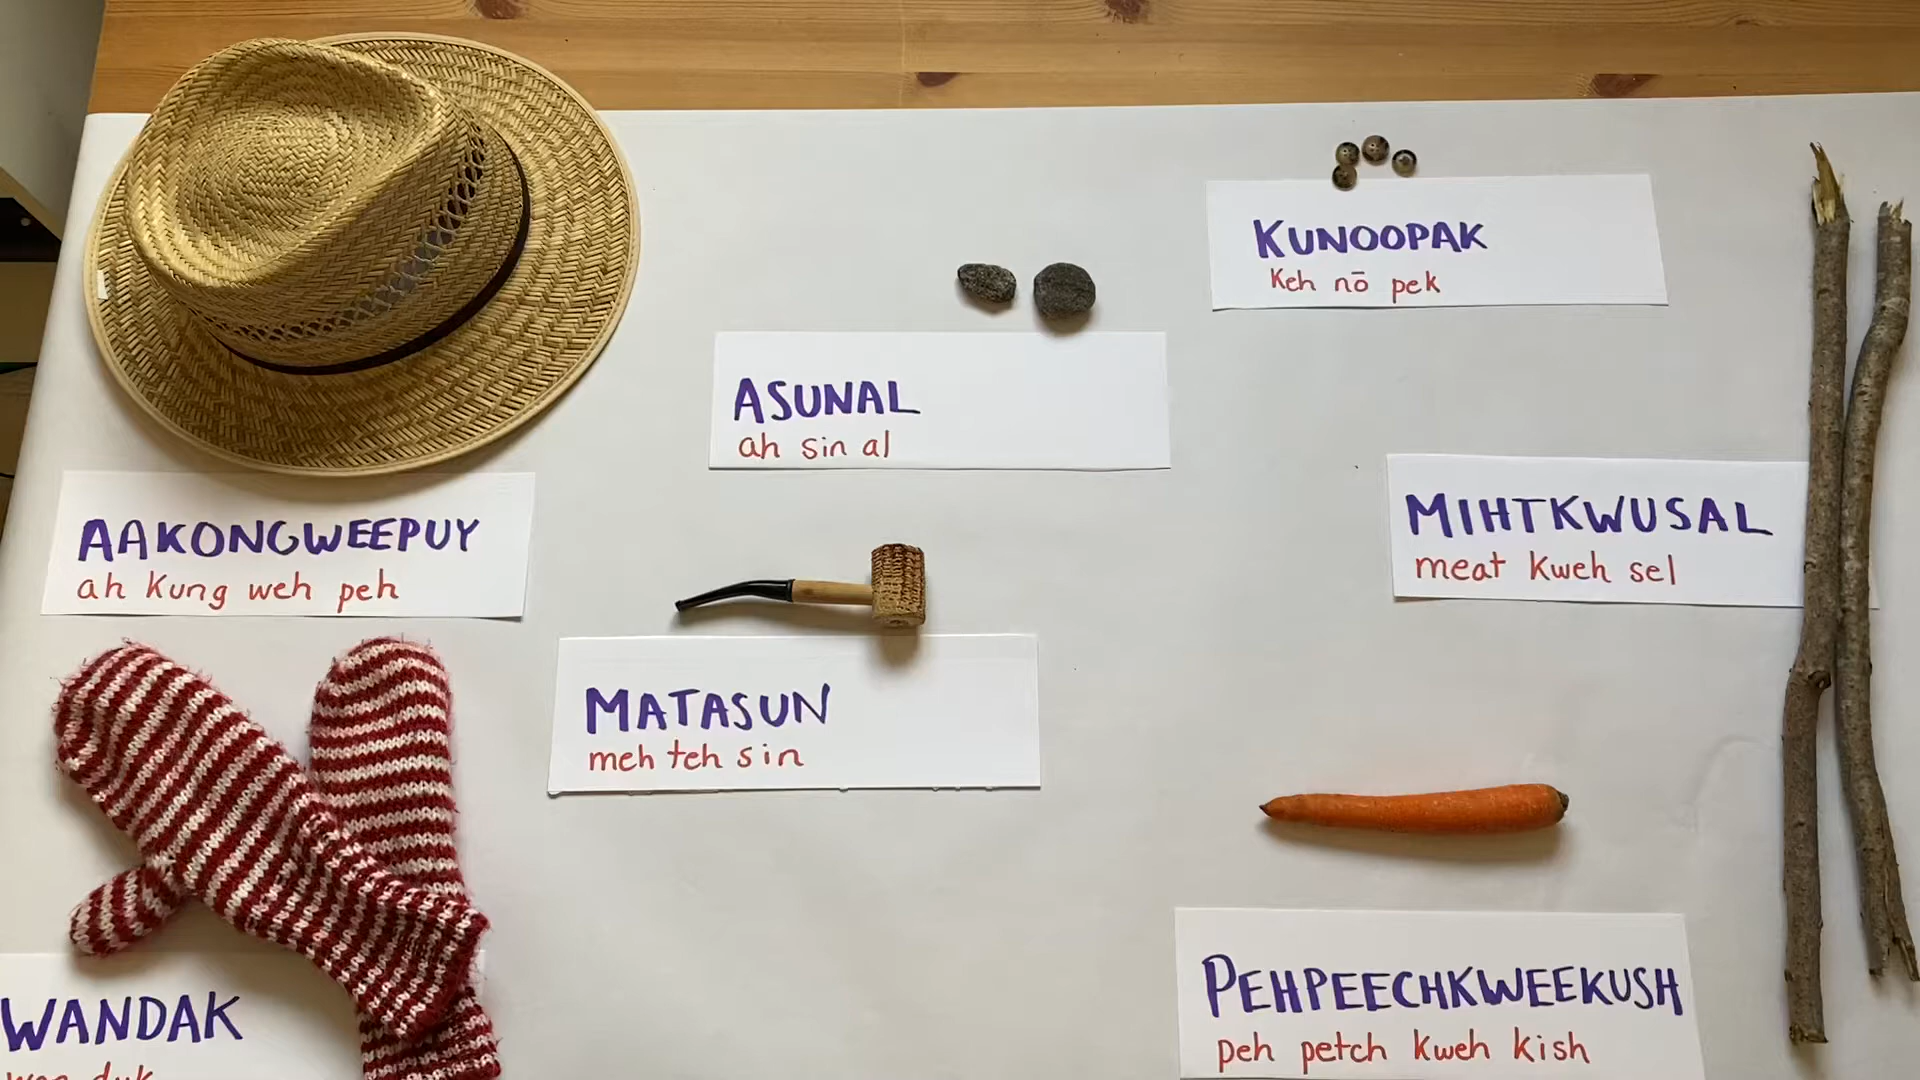 KUNOOPAK
Keh nō pek
ASUNAL
ah sin al
AAKONGWEEPUY
ah kung weh peh
MIHTKWUSAL
meat kweh sel
MATASUN
meh teh sin
WANDAK
PEHPEECHKWEEKUSH
peh petch kweh kish